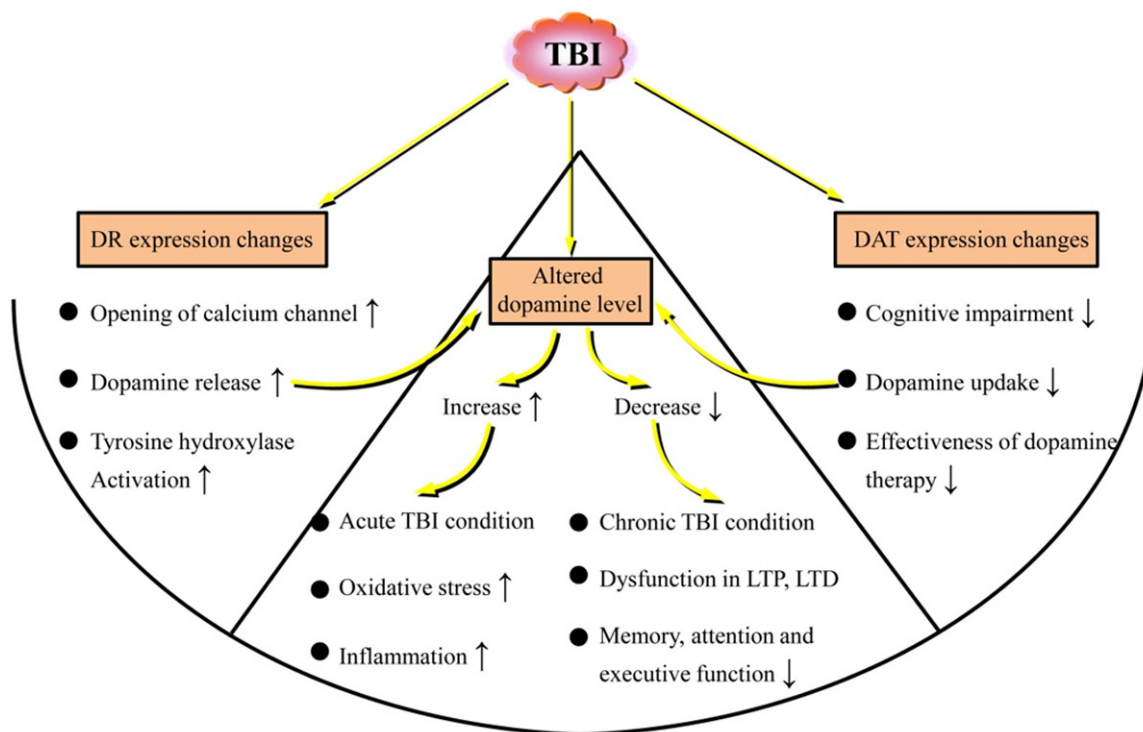 TBI
DR expression changes
Opening of calcium channel ↑
Dopamine release ↑
Tyrosine hydroxylase
Activation ↑
Altered
dopamine level
Increase ↑
Decrease ↓
Acute TBI condition
Oxidative stress ↑
Inflammation ↑
Chronic TBI condition
Dysfunction in LTP, LTD
Memory, attention and
executive function ↓
DAT expression changes
Cognitive impairment ↓
Dopamine updake ↓
Effectiveness of dopamine
therapy ↓